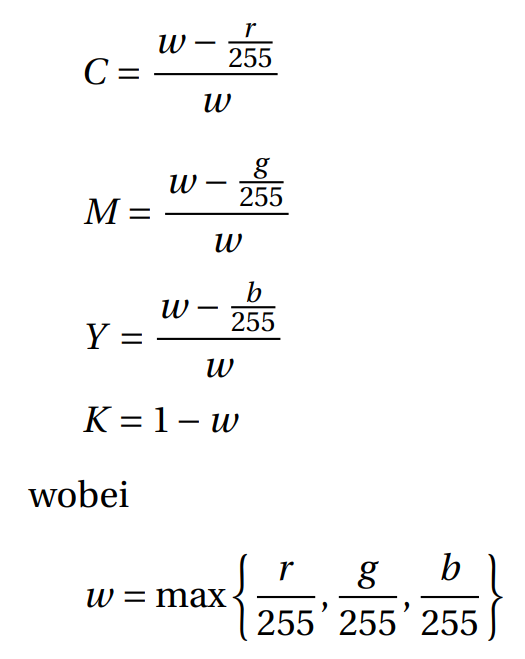 C = (w − r/255)/w
M = (w − g/255)/w
Y = (w − b/255)/w
K = 1 − w
wobei
w = max{r/255, g/255, b/255}